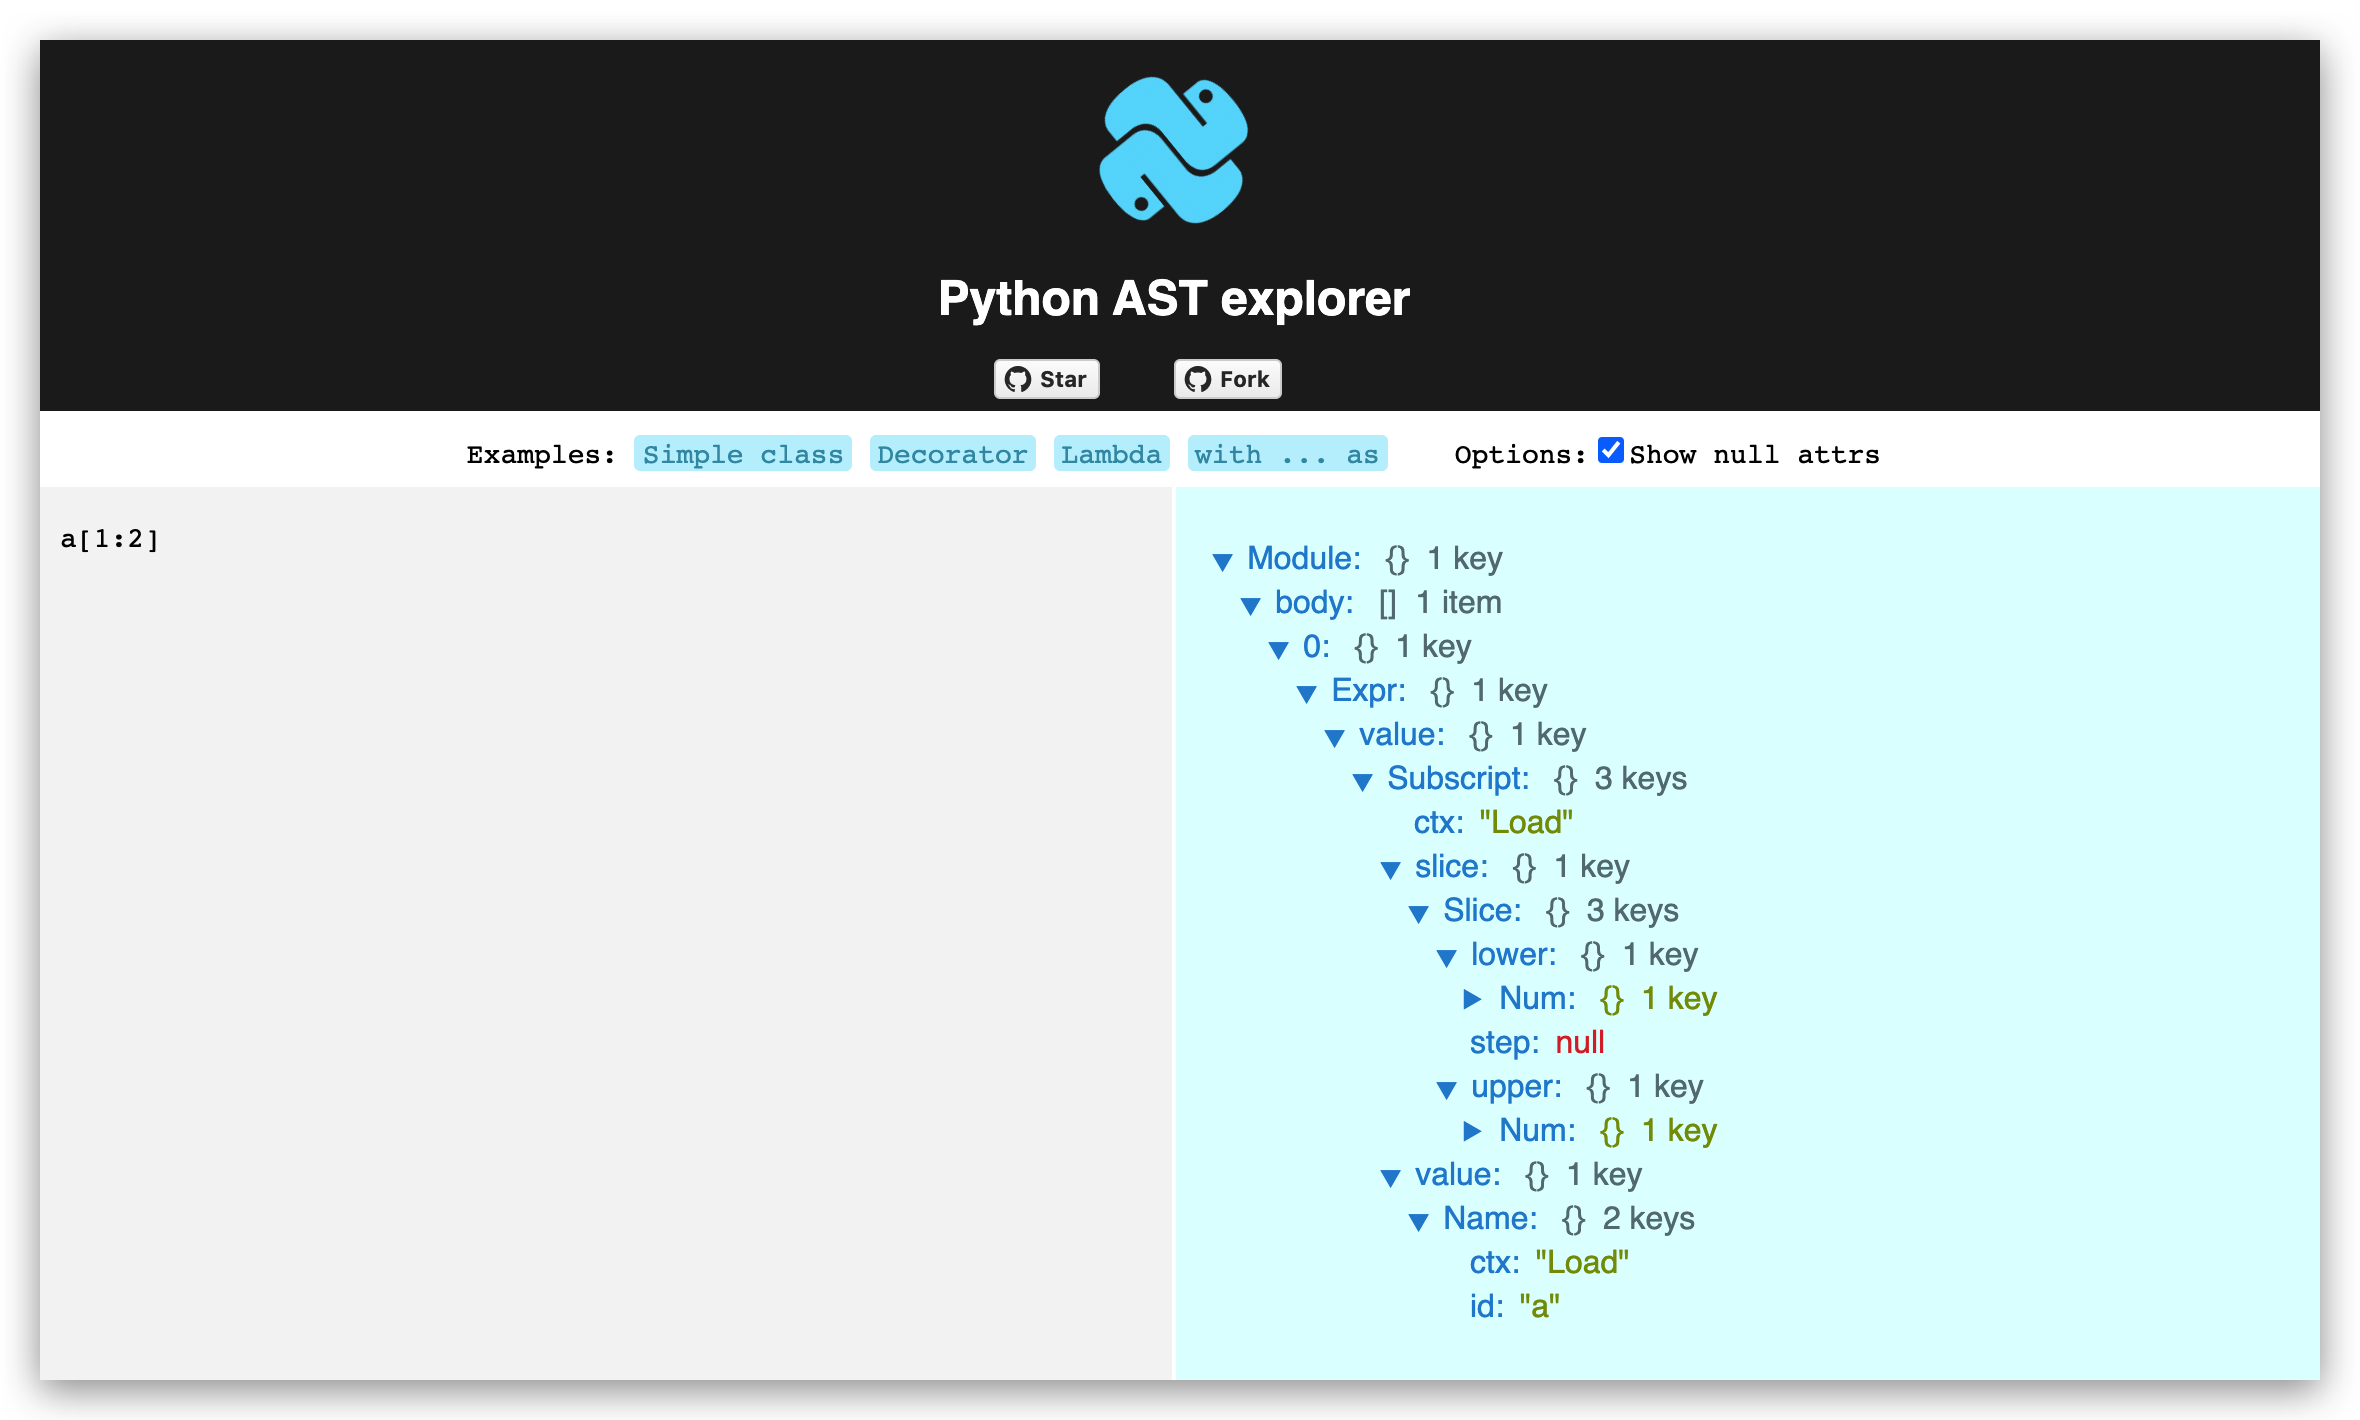 Python AST explorer
Star Fork
Examples: Simple class Decorator Lambda with ... as Options: Show null attrs
a[1:2]
Module: {} 1 key
body: [] 1 item
0: {} 1 key
Expr: {} 1 key
value: {} 1 key
Subscript: {} 3 keys
ctx: "Load"
slice: {} 1 key
Slice: {} 3 keys
lower: {} 1 key
Num: {} 1 key
step: null
upper: {} 1 key
Num: {} 1 key
value: {} 1 key
Name: {} 2 keys
ctx: "Load"
id: "a"